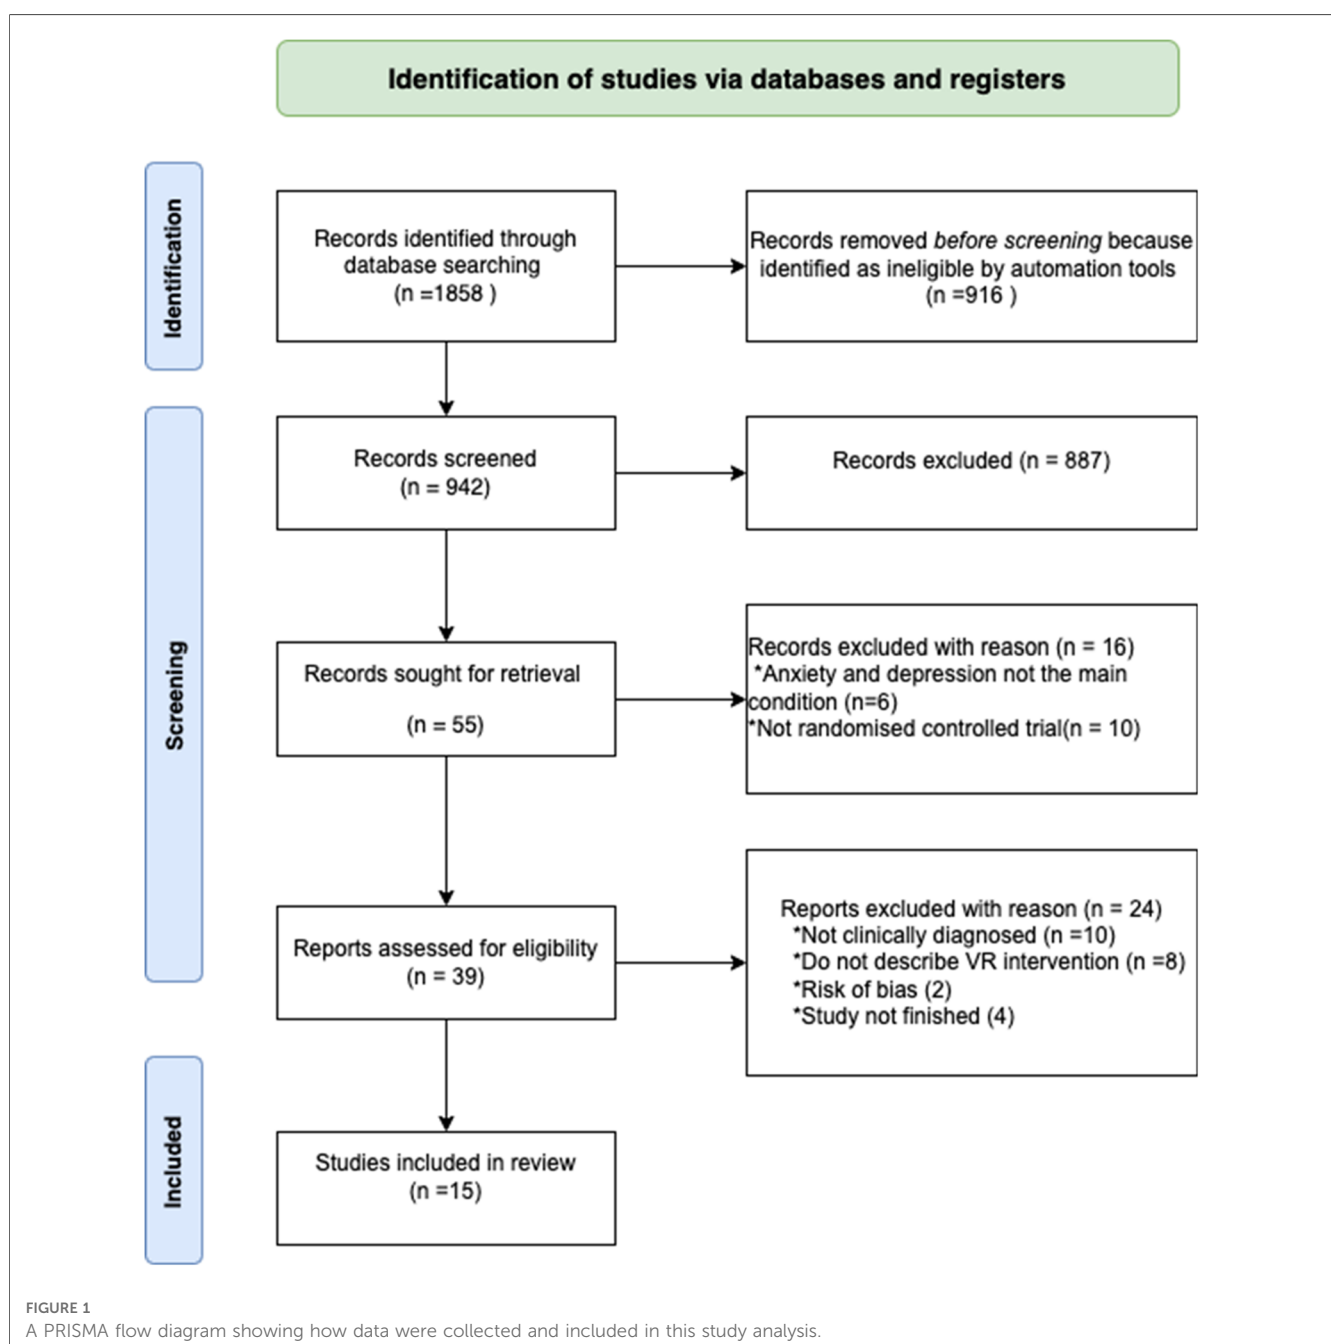 Identification of studies via databases and registers
Identification
Records identified through
database searching
(n =1858 )
Records removed before screening because
identified as ineligible by automation tools
(n =916 )
Screening
Records screened
(n = 942)
Records excluded (n = 887)
Records sought for retrieval
(n = 55)
Records excluded with reason (n = 16)
*Anxiety and depression not the main
condition (n=6)
*Not randomised controlled trial(n = 10)
Reports assessed for eligibility
(n = 39)
Reports excluded with reason (n = 24)
*Not clinically diagnosed (n =10)
*Do not describe VR intervention (n =8)
*Risk of bias (2)
*Study not finished (4)
Included
Studies included in review
(n =15)
FIGURE 1
A PRISMA flow diagram showing how data were collected and included in this study analysis.